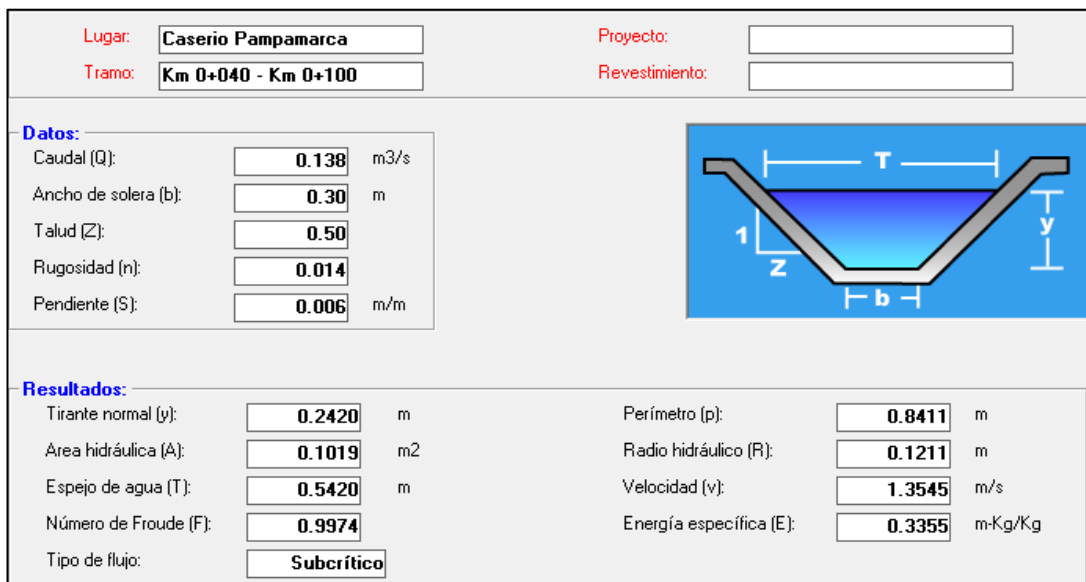 Lugar: Caserio Pampamarca Proyecto:
Tramo: Km 0+040 - Km 0+100 Revestimiento:
Datos:
Caudal (Q): 0.138 m3/s
Ancho de solera (b): 0.30 m
Talud (Z): 0.50
Rugosidad (n): 0.014
Pendiente (S): 0.006 m/m
T
y
1
Z
b
Resultados:
Tirante normal (y): 0.2420 m Perímetro (p): 0.8411 m
Area hidráulica (A): 0.1019 m2 Radio hidráulico (R): 0.1211 m
Espejo de agua (T): 0.5420 m Velocidad (v): 1.3545 m/s
Número de Froude (F): 0.9974 Energía específica (E): 0.3355 m-Kg/Kg
Tipo de flujo: Subcrítico